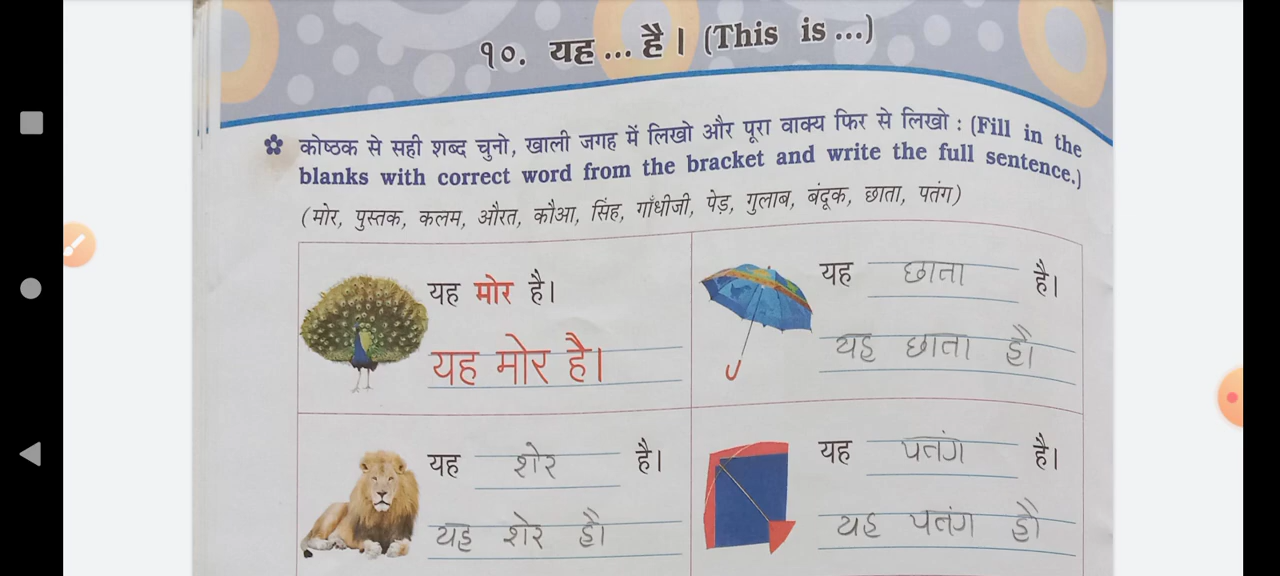 १०. यह ... है। (This is ...)
कोष्ठक से सही शब्द चुनो, खाली जगह में लिखो और पूरा वाक्य फिर से लिखो : (Fill in the
blanks with correct word from the bracket and write the full sentence.)
(मोर, पुस्तक, कलम, औरत, कौआ, सिंह, गाँधीजी, पेड़, गुलाब, बंदूक, छाता, पतंग)
यह मोर है।
यह मोर है।
यह छाता है।
यह छाता है।
यह शेर है।
यह शेर है।
यह पतंग है।
यह पतंग है